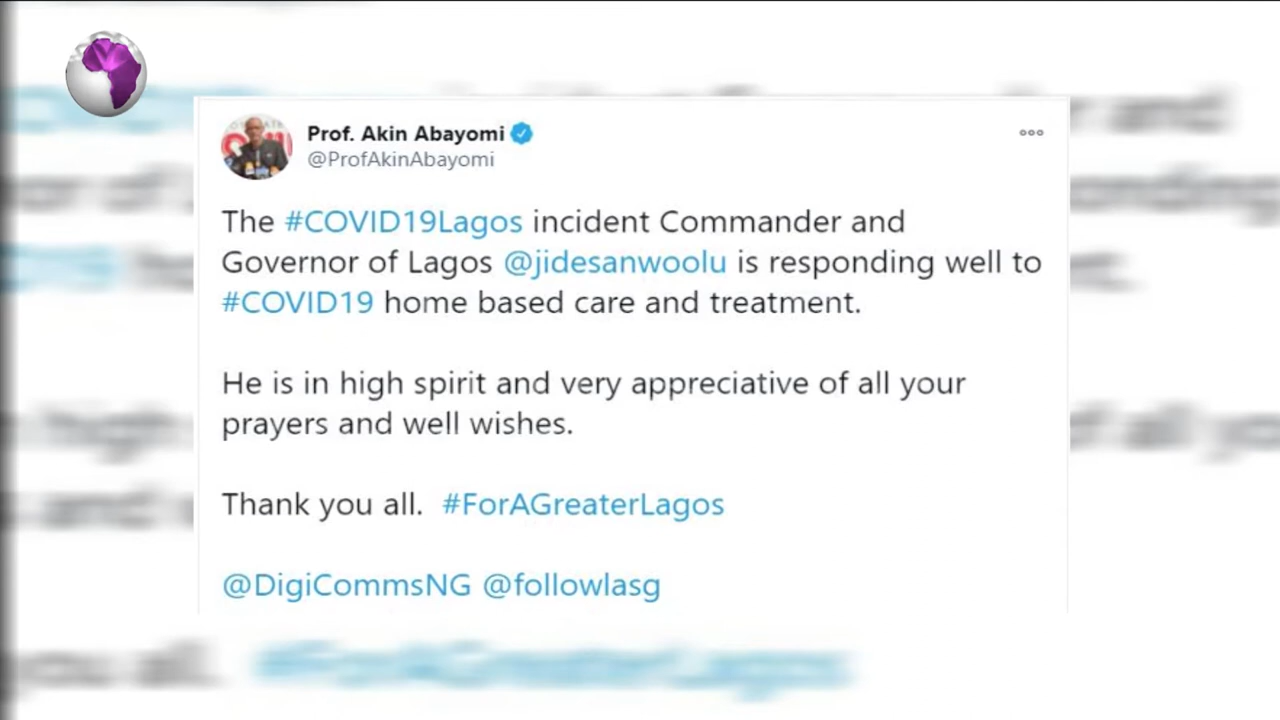 Prof. Akin Abayomi
@ProfAkinAbayomi
The #COVID19Lagos incident Commander and
Governor of Lagos @jidesanwoolu is responding well to
#COVID19 home based care and treatment.
He is in high spirit and very appreciative of all your
prayers and well wishes.
Thank you all. #ForAGreaterLagos
@DigiCommsNG @followlasg